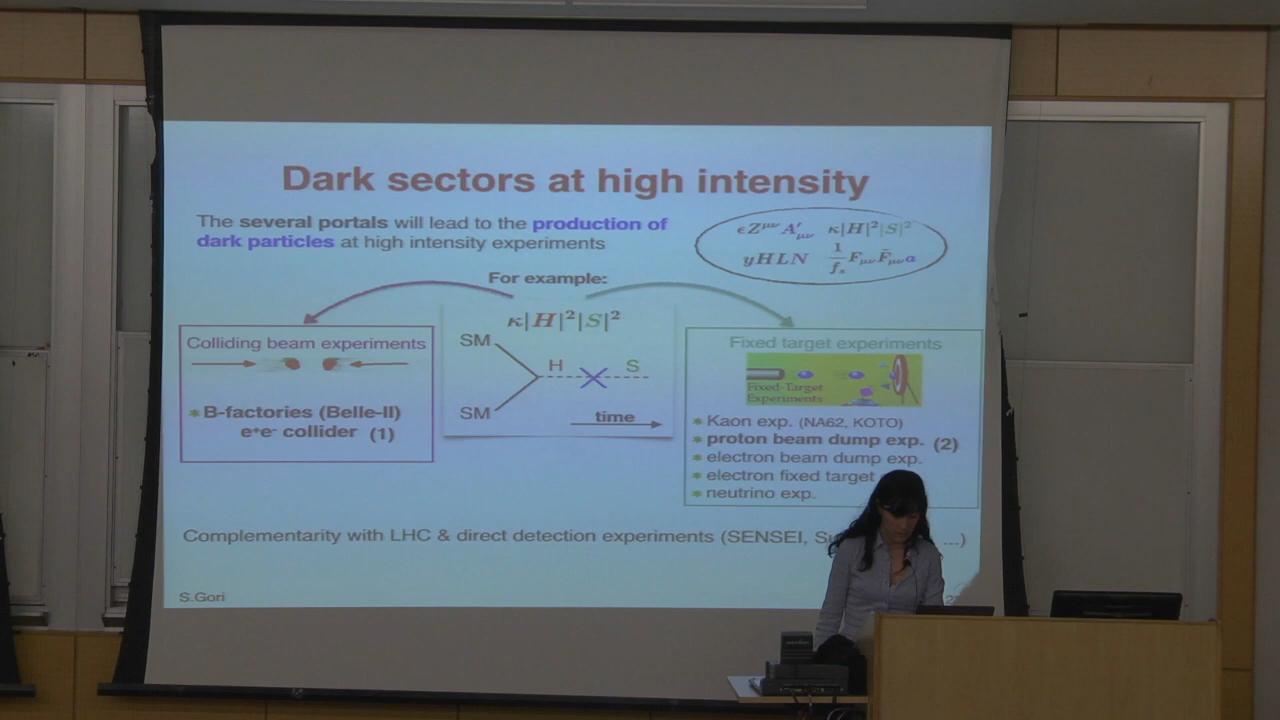 Dark sectors at high intensity
The several portals will lead to the production of
dark particles at high intensity experiments
ϵZ^{μν}A′_{μν} κ|H|²|S|²
yHLN 1/f_a F_{μν}F̃_{μν}a
For example:
κ|H|²|S|²
Colliding beam experiments
* B-factories (Belle-II)
e⁺e⁻ collider (1)
SM
H S
SM
time
Fixed target experiments
Fixed-Target
Experiments
* Kaon exp. (NA62, KOTO)
* proton beam dump exp. (2)
* electron beam dump exp.
* electron fixed target
* neutrino exp.
Complementarity with LHC & direct detection experiments (SENSEI, ...)
S.Gori